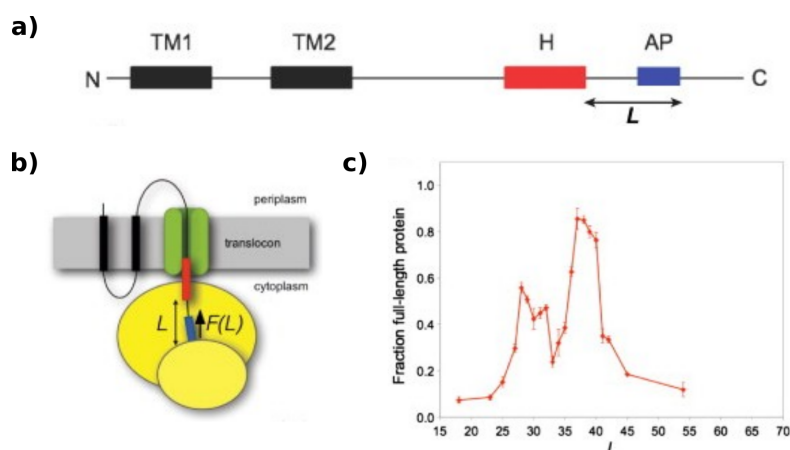 a)
TM1 TM2 H AP
N C
L
b)
periplasm
translocon
cytoplasm
L F(L)
c)
Fraction full-length protein
1.0
0.8
0.6
0.4
0.2
0.0
15 20 25 30 35 40 45 50 55 60 65 70